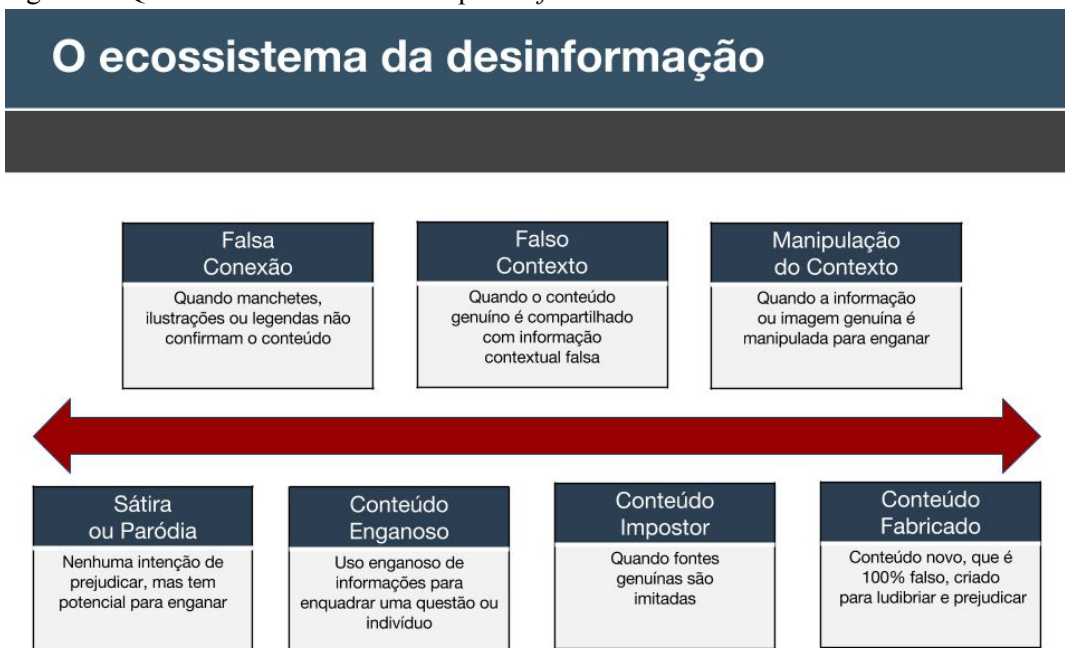 O ecossistema da desinformação
Falsa
Conexão
Quando manchetes,
ilustrações ou legendas não
confirmam o conteúdo
Falso
Contexto
Quando o conteúdo
genuíno é compartilhado
com informação
contextual falsa
Manipulação
do Contexto
Quando a informação
ou imagem genuína é
manipulada para enganar
Sátira
ou Paródia
Nenhuma intenção de
prejudicar, mas tem
potencial para enganar
Conteúdo
Enganoso
Uso enganoso de
informações para
enquadrar uma questão ou
indivíduo
Conteúdo
Impostor
Quando fontes
genuínas são
imitadas
Conteúdo
Fabricado
Conteúdo novo, que é
100% falso, criado
para ludibriar e prejudicar